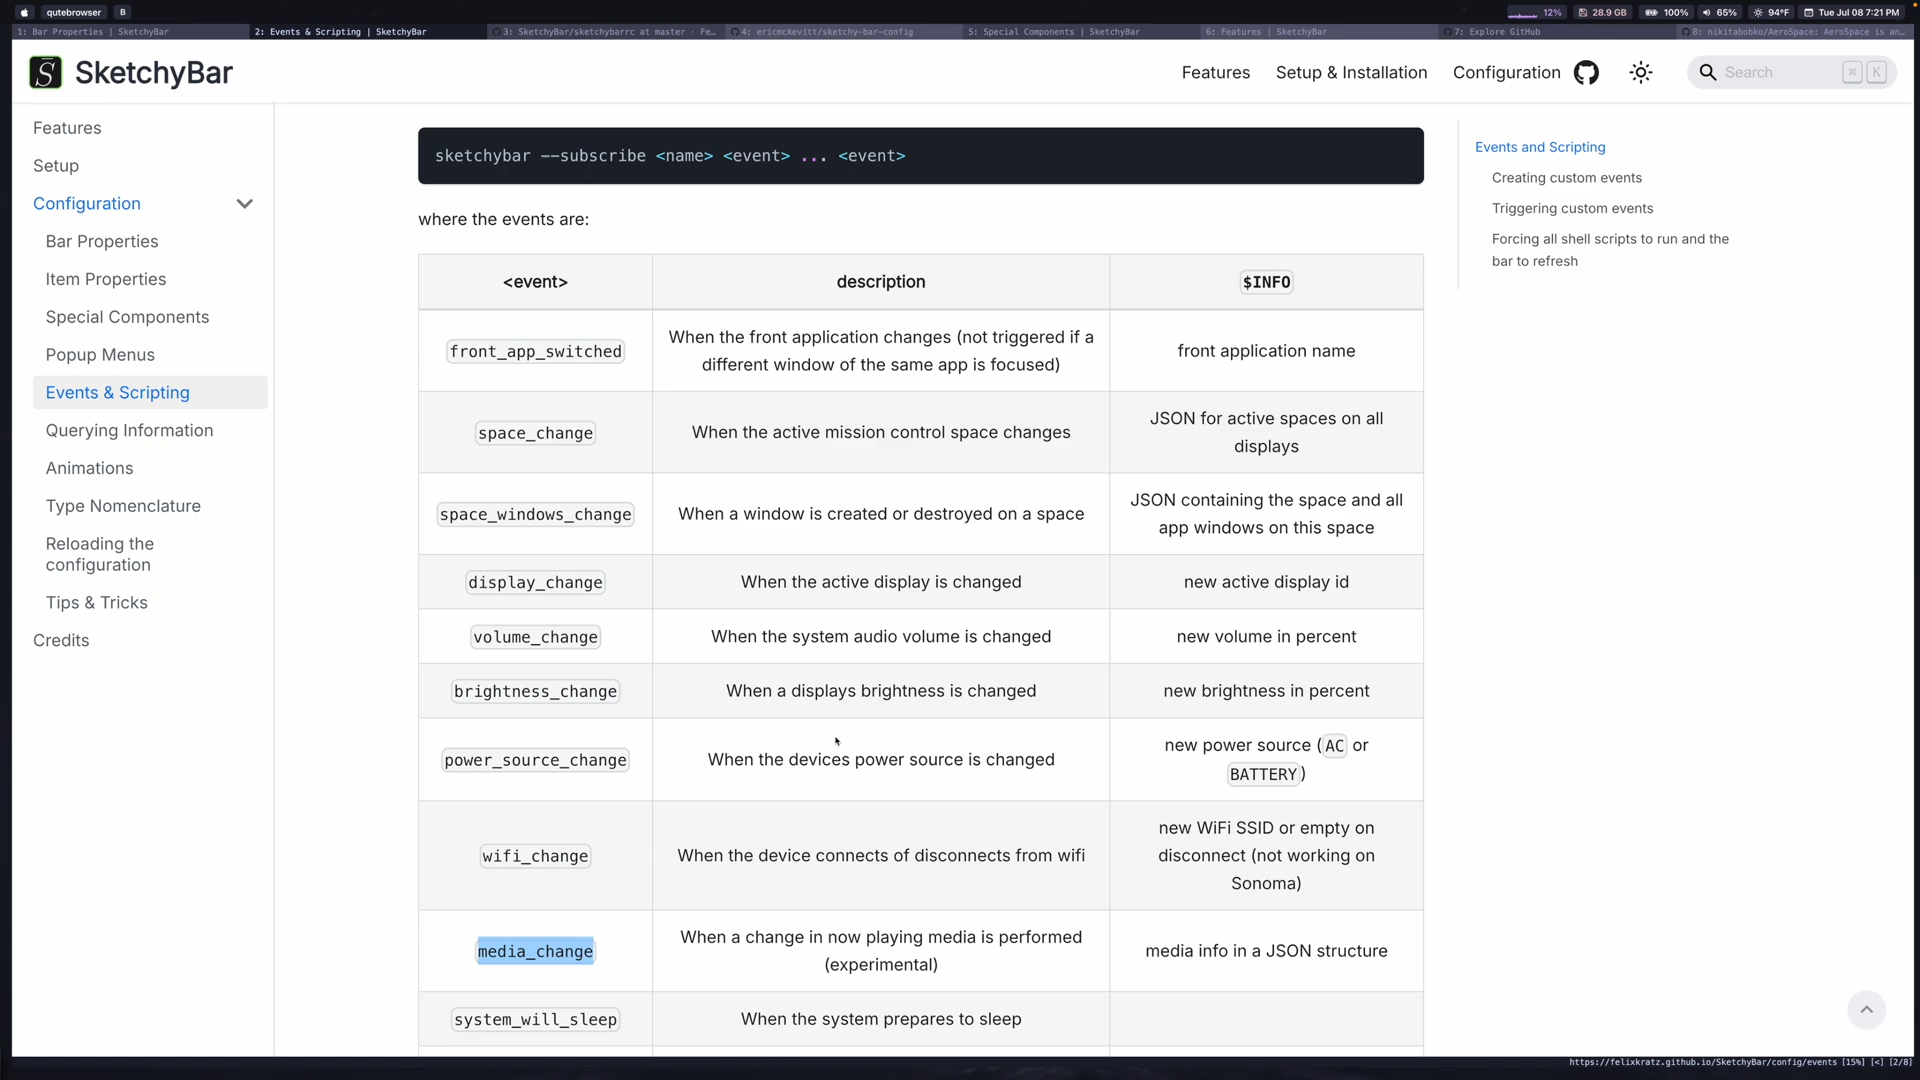 qutebrowser
B
12%
28.9 GB
100%
65%
94°F
Tue Jul 08 7:21 PM
1: Bar Properties | SketchyBar
2: Events & Scripting | SketchyBar
3: SketchyBar/sketchybarrc at master · Fe…
4: ericmckevitt/sketchy-bar-config
5: Special Components | SketchyBar
6: Features | SketchyBar
7: Explore GitHub
8: nikitabobko/AeroSpace: AeroSpace is an…
SketchyBar
Features
Setup & Installation
Configuration
Search
⌘ K
Features
Setup
Configuration
Bar Properties
Item Properties
Special Components
Popup Menus
Events & Scripting
Querying Information
Animations
Type Nomenclature
Reloading the
configuration
Tips & Tricks
Credits
sketchybar --subscribe <name> <event> ... <event>
where the events are:
<event>
description
$INFO
front_app_switched
When the front application changes (not triggered if a
different window of the same app is focused)
front application name
space_change
When the active mission control space changes
JSON for active spaces on all
displays
space_windows_change
When a window is created or destroyed on a space
JSON containing the space and all
app windows on this space
display_change
When the active display is changed
new active display id
volume_change
When the system audio volume is changed
new volume in percent
brightness_change
When a displays brightness is changed
new brightness in percent
power_source_change
When the devices power source is changed
new power source (AC or
BATTERY)
wifi_change
When the device connects of disconnects from wifi
new WiFi SSID or empty on
disconnect (not working on
Sonoma)
media_change
When a change in now playing media is performed
(experimental)
media info in a JSON structure
system_will_sleep
When the system prepares to sleep
Events and Scripting
Creating custom events
Triggering custom events
Forcing all shell scripts to run and the
bar to refresh
https://felixkratz.github.io/SketchyBar/config/events [15%] [<] [2/8]